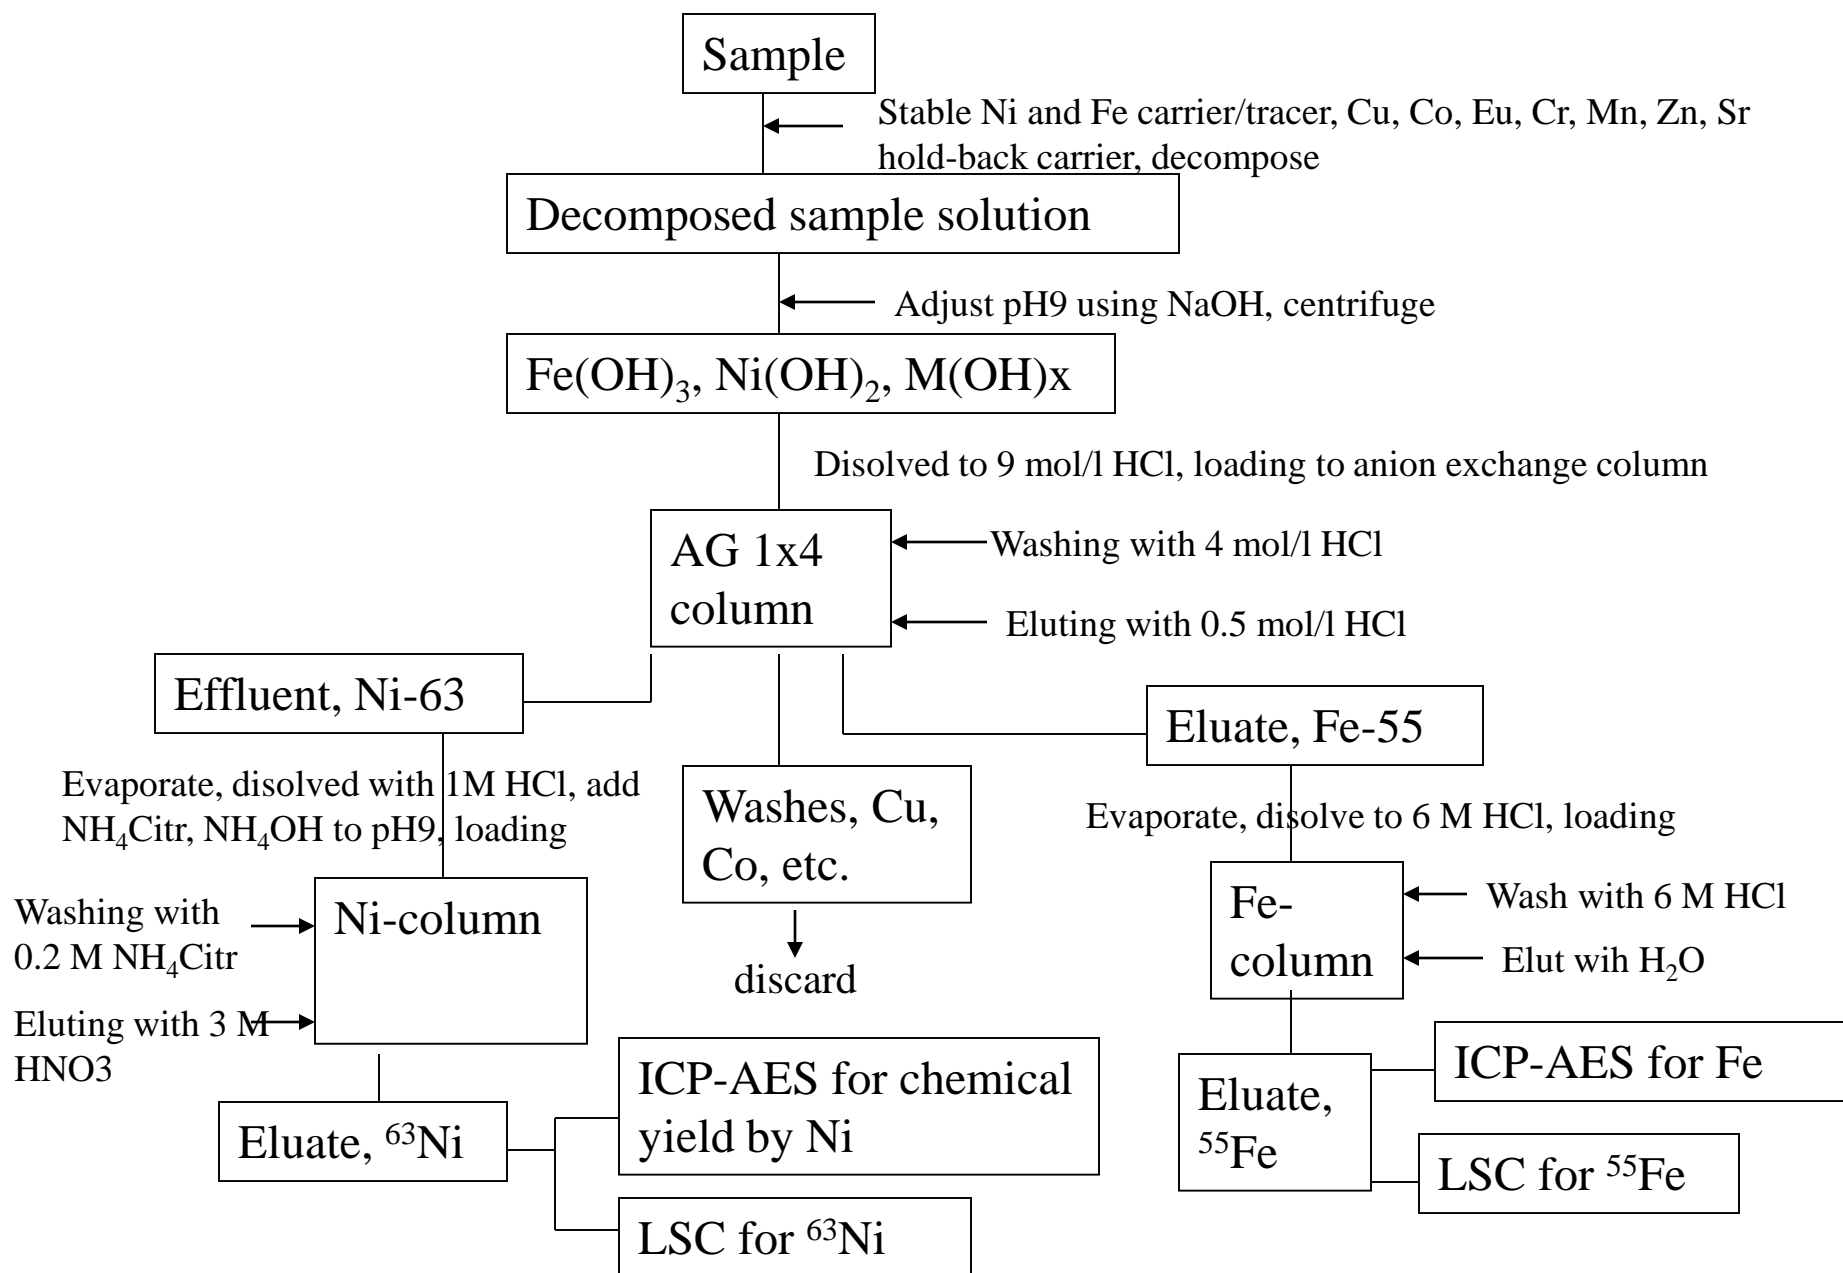 Sample
Stable Ni and Fe carrier/tracer, Cu, Co, Eu, Cr, Mn, Zn, Sr
hold-back carrier, decompose
Decomposed sample solution
Adjust pH9 using NaOH, centrifuge
Fe(OH)₃, Ni(OH)₂, M(OH)x
Disolved to 9 mol/l HCl, loading to anion exchange column
AG 1x4
column
Washing with 4 mol/l HCl
Eluting with 0.5 mol/l HCl
Effluent, Ni-63
Eluate, Fe-55
Evaporate, disolved with 1M HCl, add
NH₄Citr, NH₄OH to pH9, loading
Washes, Cu,
Co, etc.
discard
Evaporate, disolve to 6 M HCl, loading
Ni-column
Washing with
0.2 M NH₄Citr
Eluting with 3 M
HNO3
Fe-
column
Wash with 6 M HCl
Elut wih H₂O
Eluate, ⁶³Ni
ICP-AES for chemical
yield by Ni
LSC for ⁶³Ni
Eluate,
⁵⁵Fe
ICP-AES for Fe
LSC for ⁵⁵Fe